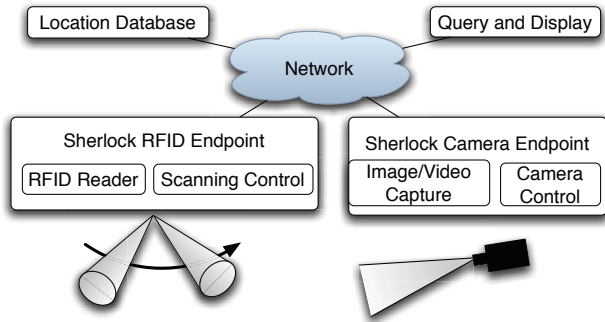 Location Database
Query and Display
Network
Sherlock RFID Endpoint
RFID Reader
Scanning Control
Sherlock Camera Endpoint
Image/Video
Capture
Camera
Control